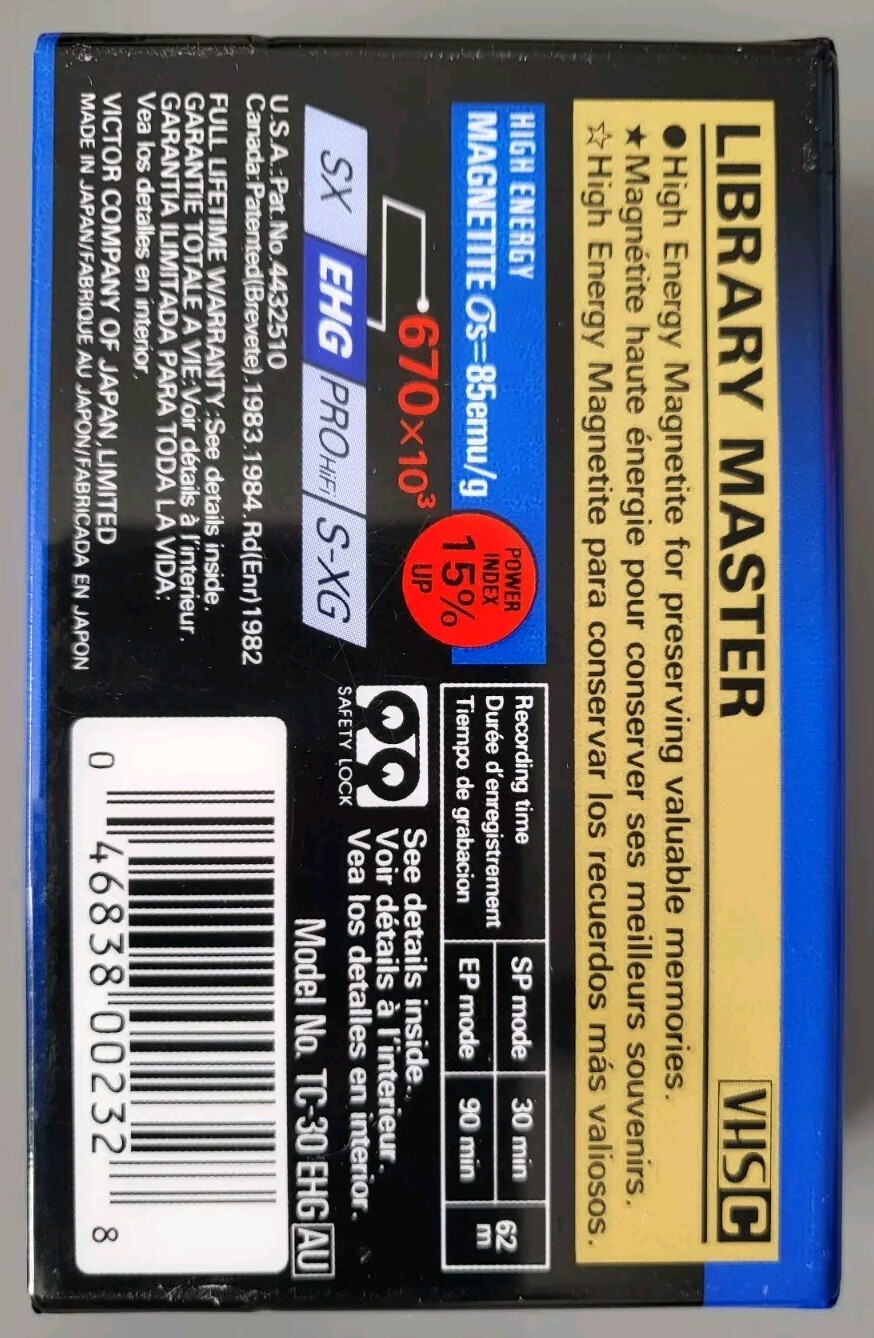 LIBRARY MASTER
VHS C
●High Energy Magnetite for preserving valuable memories.
★Magnétite haute énergie pour conserver ses meilleurs souvenirs.
☆High Energy Magnetite para conservar los recuerdos más valiosos.
HIGH ENERGY
MAGNETITE σs=85emu/g
POWER
INDEX
15%
UP
670×10³
SX EHG PRO HiFi S-XG
Recording time
Durée d'enregistrement
Tiempo de grabacion
SP mode 30 min
EP mode 90 min
62
m
SAFETY LOCK
See details inside.
Voir détails à l'interieur.
Vea los detalles en interior.
Model No. TC-30 EHG AU
U.S.A.:Pat.No.4432510
Canada:Patented(Brevete).1983.1984.Rd(Enr)1982
FULL LIFETIME WARRANTY:See details inside.
GARANTIE TOTALE A VIE:Voir détails à l'interieur.
GARANTIA ILIMITADA PARA TODA LA VIDA:
Vea los detalles en interior.
VICTOR COMPANY OF JAPAN,LIMITED
MADE IN JAPAN/FABRIQUE AU JAPON/FABRICADA EN JAPON
0 46838 00232 8